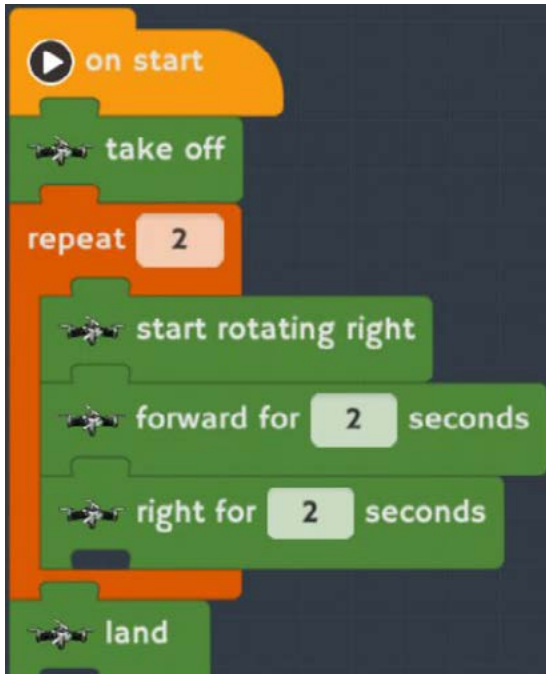 on start
take off
repeat 2
start rotating right
forward for 2 seconds
right for 2 seconds
land